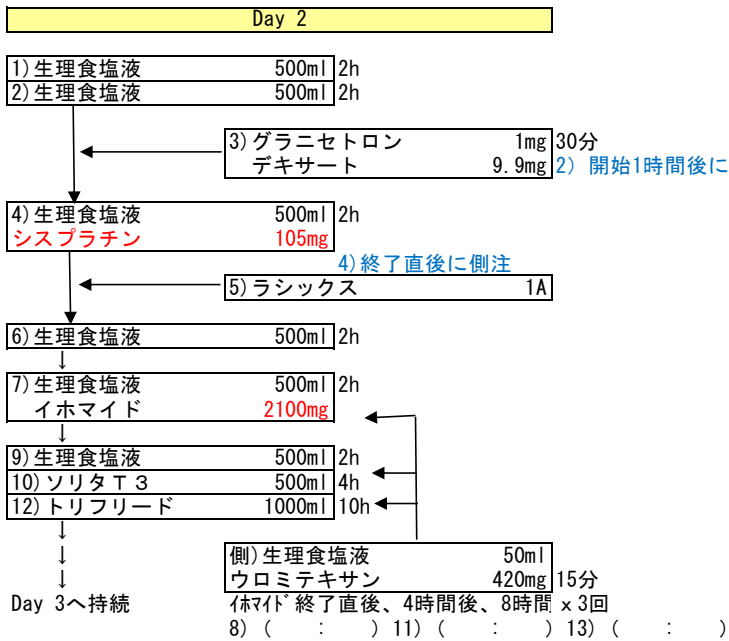 Day 2
1)生理食塩液 500ml 2h
2)生理食塩液 500ml 2h
3)グラニセトロン 1mg 30分
デキサート 9.9mg 2) 開始1時間後に
4)生理食塩液 500ml 2h
シスプラチン 105mg
4)終了直後に側注
5)ラシックス 1A
6)生理食塩液 500ml 2h
↓
7)生理食塩液 500ml 2h
イホマイド 2100mg
↓
9)生理食塩液 500ml 2h
10)ソリタT3 500ml 4h
12)トリフリード 1000ml 10h
↓
↓
側)生理食塩液 50ml
↓
ウロミテキサン 420mg 15分
Day 3へ持続
イホマイド終了直後、4時間後、8時間 x3回
8) ( : ) 11) ( : ) 13) ( : )